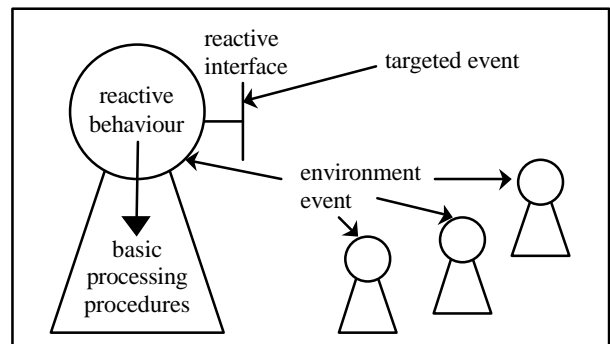 reactive
interface
targeted event
reactive
behaviour
environment
event
basic
processing
procedures